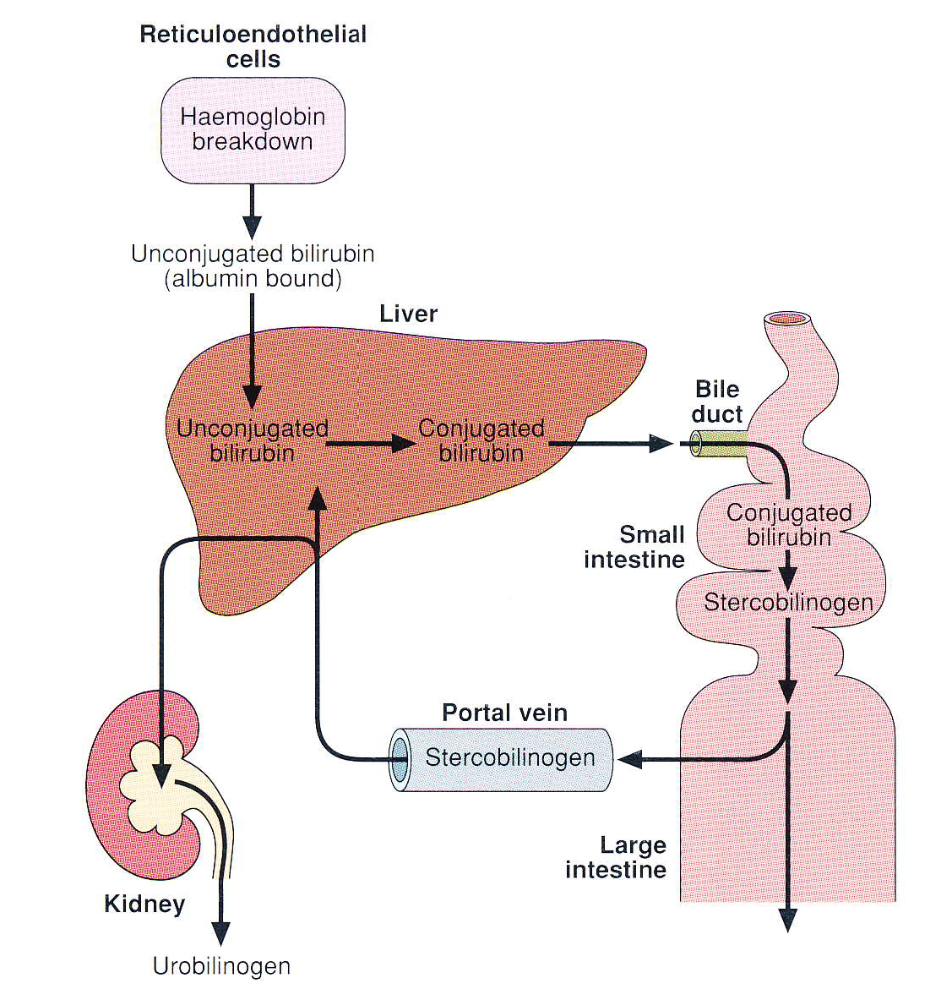 Reticuloendothelial
cells
Haemoglobin
breakdown
Unconjugated bilirubin
(albumin bound)
Liver
Bile
duct
Unconjugated
bilirubin
Conjugated
bilirubin
Conjugated
bilirubin
Small
intestine
Stercobilinogen
Portal vein
Stercobilinogen
Large
intestine
Kidney
Urobilinogen